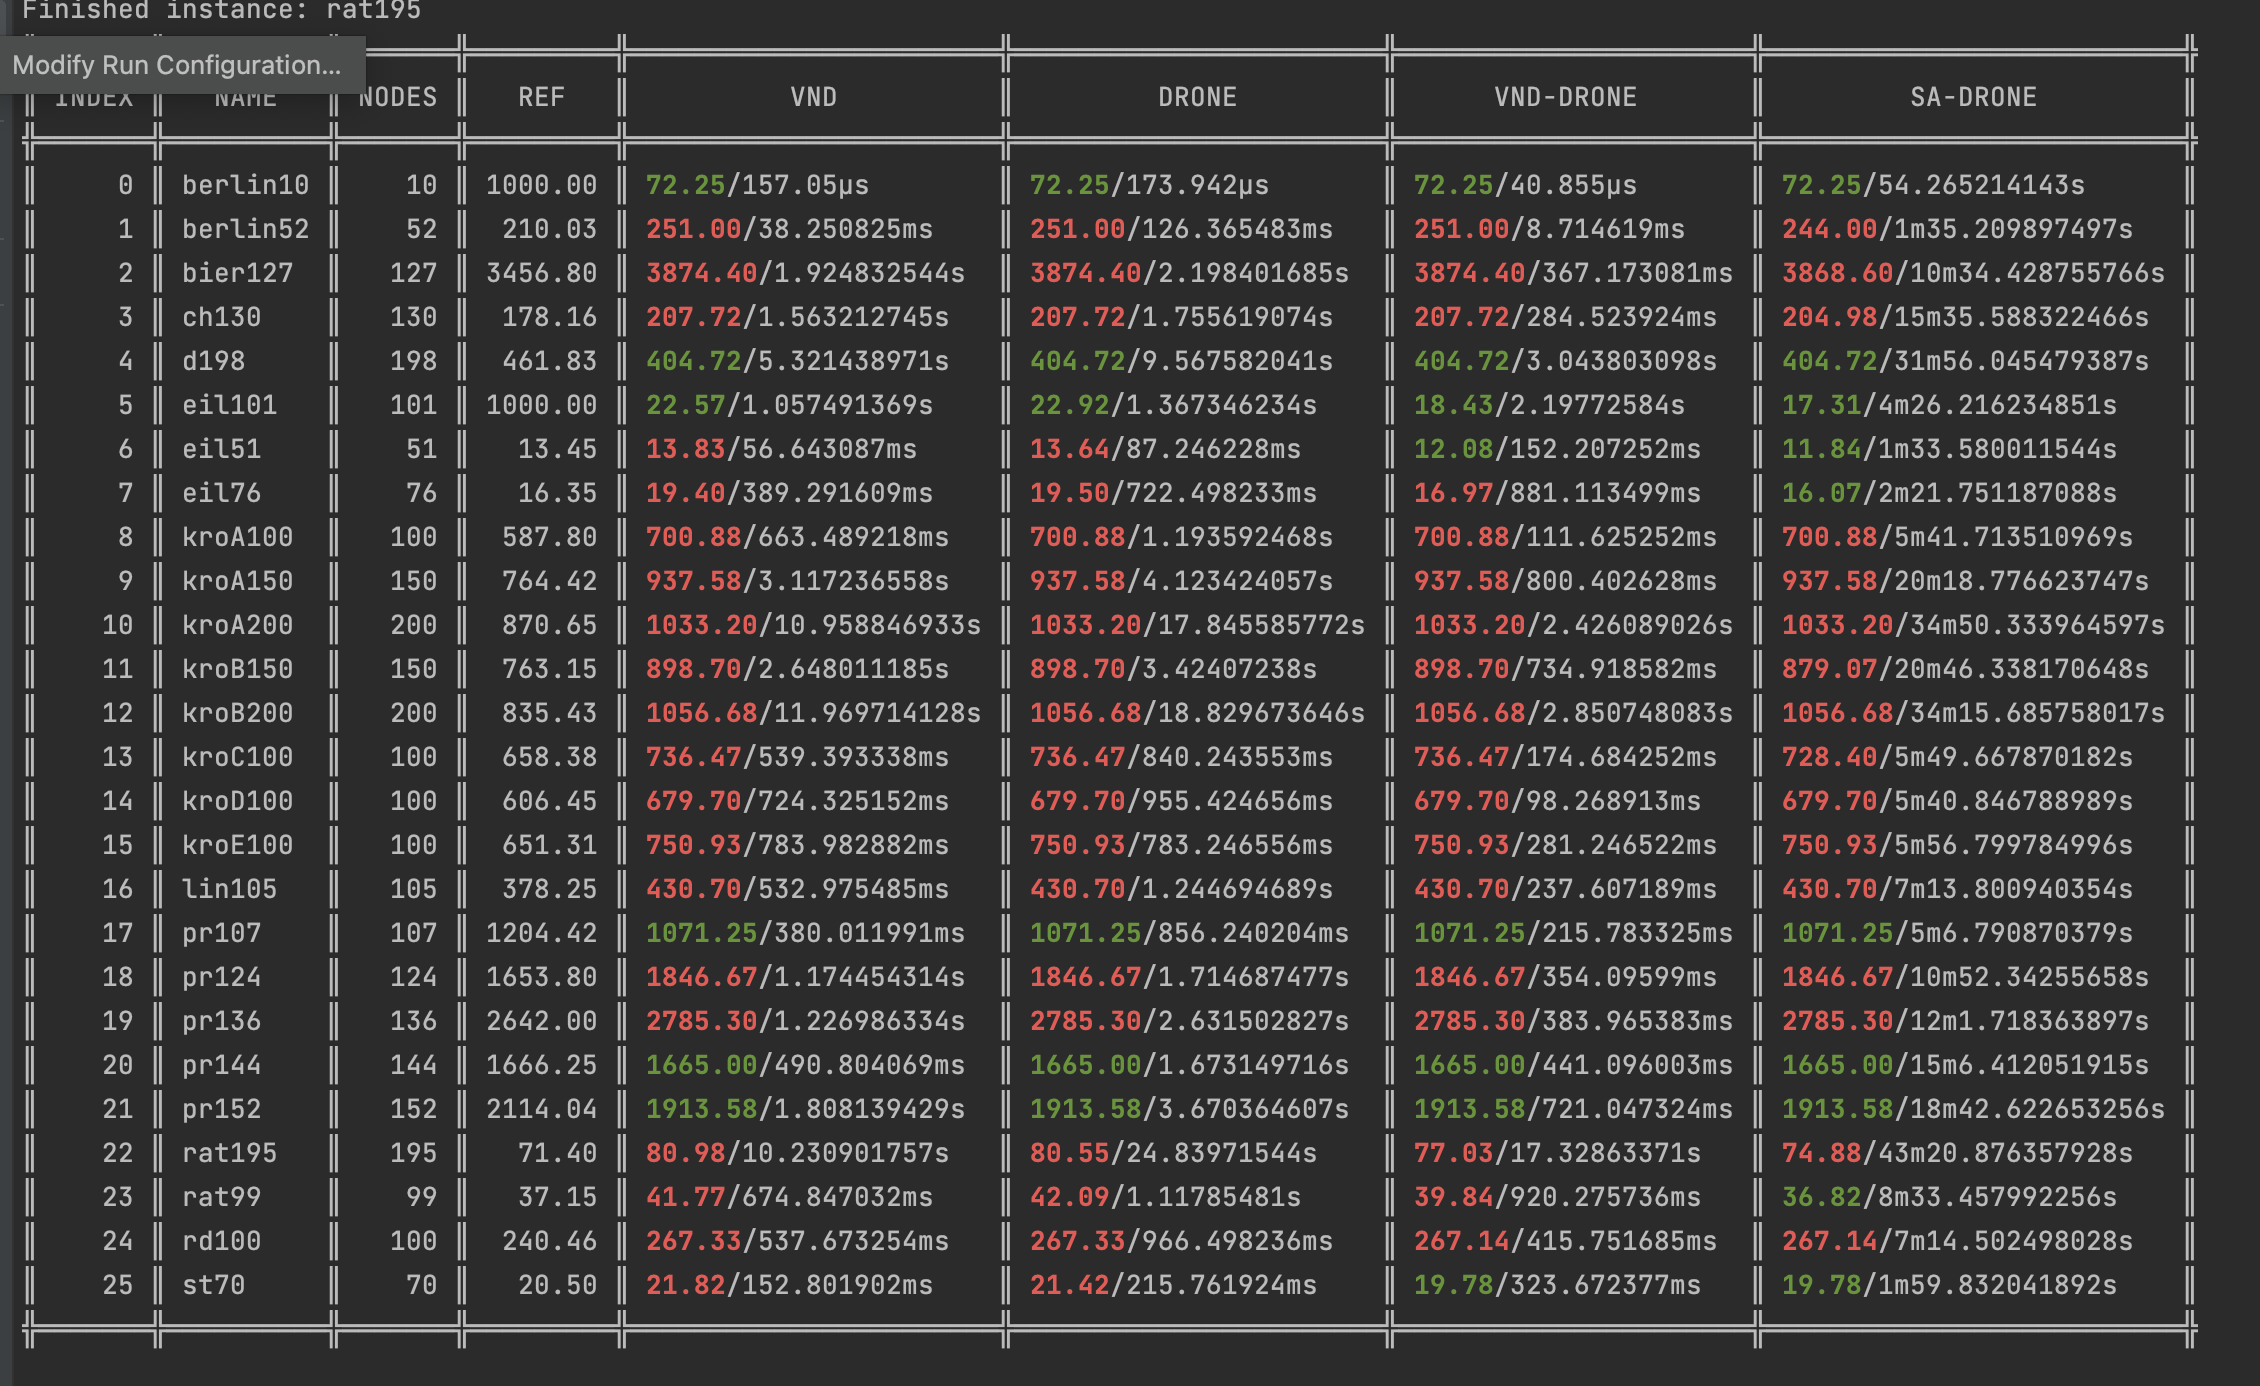 Finished instance: rat195
Modify Run Configuration...
INDEX NAME NODES REF VND DRONE VND-DRONE SA-DRONE
0 berlin10 10 1000.00 72.25/157.05µs 72.25/173.942µs 72.25/40.855µs 72.25/54.265214143s
1 berlin52 52 210.03 251.00/38.250825ms 251.00/126.365483ms 251.00/8.714619ms 244.00/1m35.209897497s
2 bier127 127 3456.80 3874.40/1.924832544s 3874.40/2.198401685s 3874.40/367.173081ms 3868.60/10m34.428755766s
3 ch130 130 178.16 207.72/1.563212745s 207.72/1.755619074s 207.72/284.523924ms 204.98/15m35.588322466s
4 d198 198 461.83 404.72/5.321438971s 404.72/9.567582041s 404.72/3.043803098s 404.72/31m56.045479387s
5 eil101 101 1000.00 22.57/1.057491369s 22.92/1.367346234s 18.43/2.19772584s 17.31/4m26.216234851s
6 eil51 51 13.45 13.83/56.643087ms 13.64/87.246228ms 12.08/152.207252ms 11.84/1m33.580011544s
7 eil76 76 16.35 19.40/389.291609ms 19.50/722.498233ms 16.97/881.113499ms 16.07/2m21.751187088s
8 kroA100 100 587.80 700.88/663.489218ms 700.88/1.193592468s 700.88/111.625252ms 700.88/5m41.713510969s
9 kroA150 150 764.42 937.58/3.117236558s 937.58/4.123424057s 937.58/800.402628ms 937.58/20m18.776623747s
10 kroA200 200 870.65 1033.20/10.958846933s 1033.20/17.845585772s 1033.20/2.426089026s 1033.20/34m50.333964597s
11 kroB150 150 763.15 898.70/2.648011185s 898.70/3.42407238s 898.70/734.918582ms 879.07/20m46.338170648s
12 kroB200 200 835.43 1056.68/11.969714128s 1056.68/18.829673646s 1056.68/2.850748083s 1056.68/34m15.685758017s
13 kroC100 100 658.38 736.47/539.393338ms 736.47/840.243553ms 736.47/174.684252ms 728.40/5m49.667870182s
14 kroD100 100 606.45 679.70/724.325152ms 679.70/955.424656ms 679.70/98.268913ms 679.70/5m40.846788989s
15 kroE100 100 651.31 750.93/783.982882ms 750.93/783.246556ms 750.93/281.246522ms 750.93/5m56.799784996s
16 lin105 105 378.25 430.70/532.975485ms 430.70/1.244694689s 430.70/237.607189ms 430.70/7m13.800940354s
17 pr107 107 1204.42 1071.25/380.011991ms 1071.25/856.240204ms 1071.25/215.783325ms 1071.25/5m6.790870379s
18 pr124 124 1653.80 1846.67/1.174454314s 1846.67/1.714687477s 1846.67/354.09599ms 1846.67/10m52.34255658s
19 pr136 136 2642.00 2785.30/1.226986334s 2785.30/2.631502827s 2785.30/383.965383ms 2785.30/12m1.718363897s
20 pr144 144 1666.25 1665.00/490.804069ms 1665.00/1.673149716s 1665.00/441.096003ms 1665.00/15m6.412051915s
21 pr152 152 2114.04 1913.58/1.808139429s 1913.58/3.670364607s 1913.58/721.047324ms 1913.58/18m42.622653256s
22 rat195 195 71.40 80.98/10.230901757s 80.55/24.83971544s 77.03/17.32863371s 74.88/43m20.876357928s
23 rat99 99 37.15 41.77/674.847032ms 42.09/1.11785481s 39.84/920.275736ms 36.82/8m33.457992256s
24 rd100 100 240.46 267.33/537.673254ms 267.33/966.498236ms 267.14/415.751685ms 267.14/7m14.502498028s
25 st70 70 20.50 21.82/152.801902ms 21.42/215.761924ms 19.78/323.672377ms 19.78/1m59.832041892s